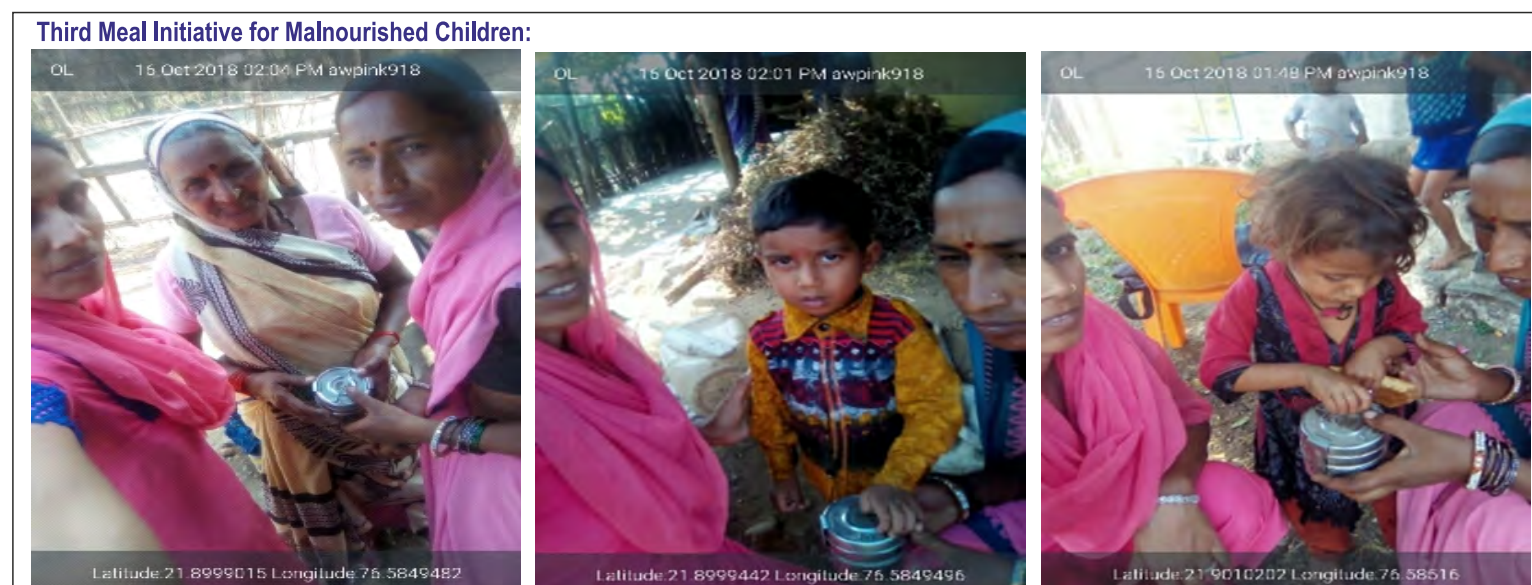 Third Meal Initiative for Malnourished Children:
OL 16 Oct 2018 02:04 PM awpink918
OL 16 Oct 2018 02:01 PM awpink918
OL 16 Oct 2018 01:48 PM awpink918
Latitude:21.8999015 Longitude:76.5849482
Latitude:21.8999442 Longitude:76.5849496
Latitude:21.9010202 Longitude:76.58516